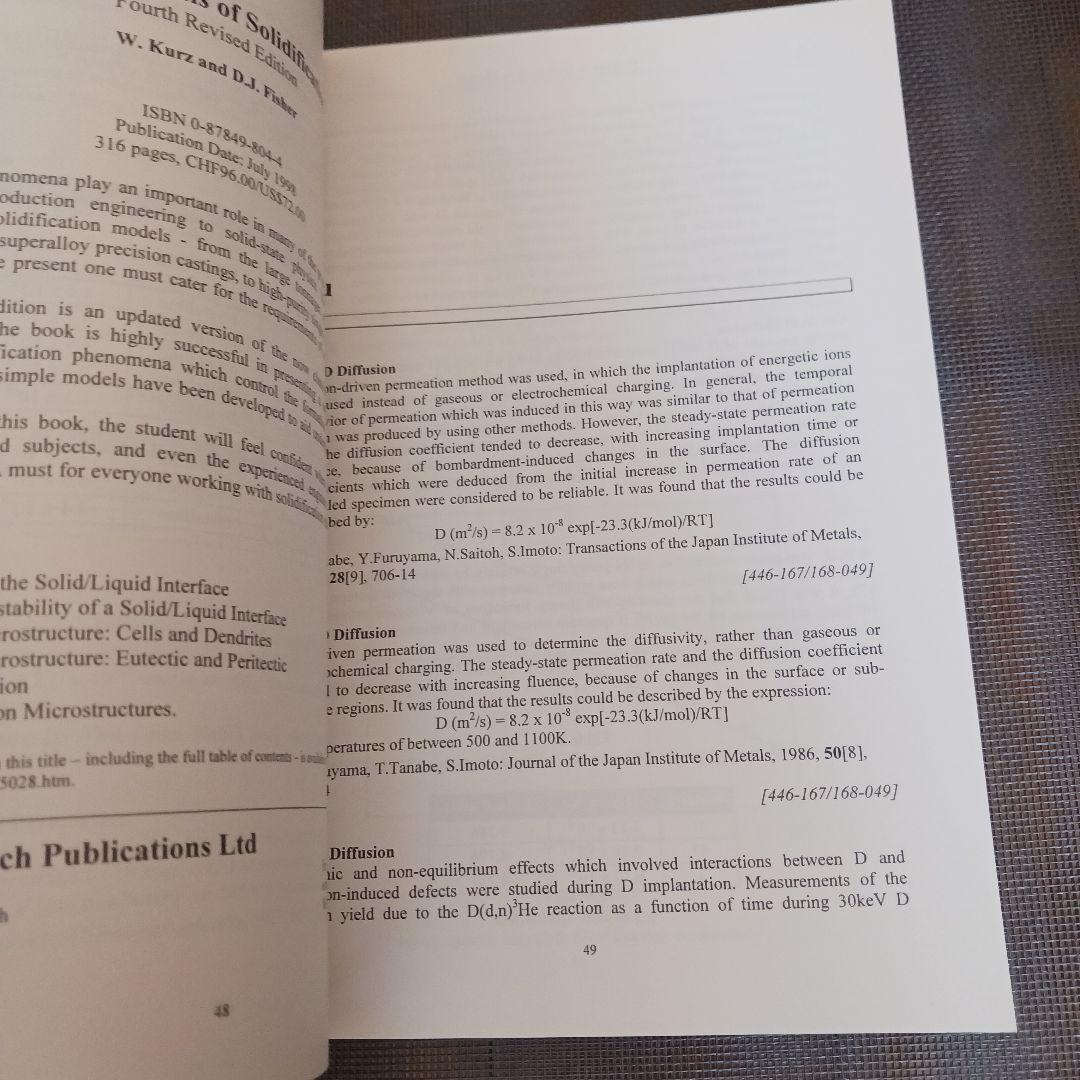 of Solidific
Fourth Revised Edition
W. Kurz and D.J. Fisher
ISBN 0-87849-804-4
Publication Date: July 1998
316 pages, CHF96.00/US$72.00
nomena play an important role in many of the
oduction engineering to solid-state physics
olidification models - from the large tonnage
superalloy precision castings, to high-purity
e present one must cater for the requirements
dition is an updated version of the now
he book is highly successful in presenting
fication phenomena which control the
simple models have been developed to aid
this book, the student will feel confident
d subjects, and even the experienced
must for everyone working with solidification
the Solid/Liquid Interface
stability of a Solid/Liquid Interface
rostructure: Cells and Dendrites
rostructure: Eutectic and Peritectic
ion
on Microstructures.
this title – including the full table of contents - is
5028.htm.
ch Publications Ltd
h
48
1
D Diffusion
on-driven permeation method was used, in which the implantation of energetic ions
used instead of gaseous or electrochemical charging. In general, the temporal
vior of permeation which was induced in this way was similar to that of permeation
was produced by using other methods. However, the steady-state permeation rate
he diffusion coefficient tended to decrease, with increasing implantation time or
ce, because of bombardment-induced changes in the surface. The diffusion
cients which were deduced from the initial increase in permeation rate of an
led specimen were considered to be reliable. It was found that the results could be
bed by:
D (m²/s) = 8.2 x 10⁻⁸ exp[-23.3(kJ/mol)/RT]
abe, Y.Furuyama, N.Saitoh, S.Imoto: Transactions of the Japan Institute of Metals,
28[9], 706-14
[446-167/168-049]
Diffusion
iven permeation was used to determine the diffusivity, rather than gaseous or
ochemical charging. The steady-state permeation rate and the diffusion coefficient
to decrease with increasing fluence, because of changes in the surface or sub-
e regions. It was found that the results could be described by the expression:
D (m²/s) = 8.2 x 10⁻⁸ exp[-23.3(kJ/mol)/RT]
peratures of between 500 and 1100K.
uyama, T.Tanabe, S.Imoto: Journal of the Japan Institute of Metals, 1986, 50[8],
[446-167/168-049]
Diffusion
ic and non-equilibrium effects which involved interactions between D and
on-induced defects were studied during D implantation. Measurements of the
yield due to the D(d,n)³He reaction as a function of time during 30keV D
49